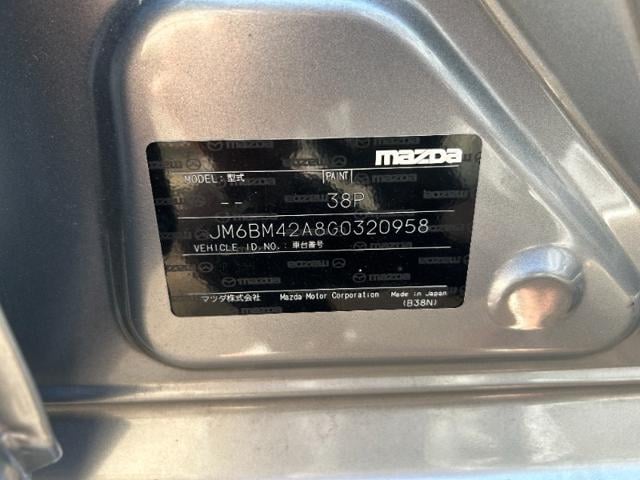 mazda
MODEL:型式 PAINT
-- 38P
JM6BM42A8G0320958
VEHICLE ID.NO.:車台番号
マツダ株式会社 Mazda Motor Corporation Made in Japan
(B38N)